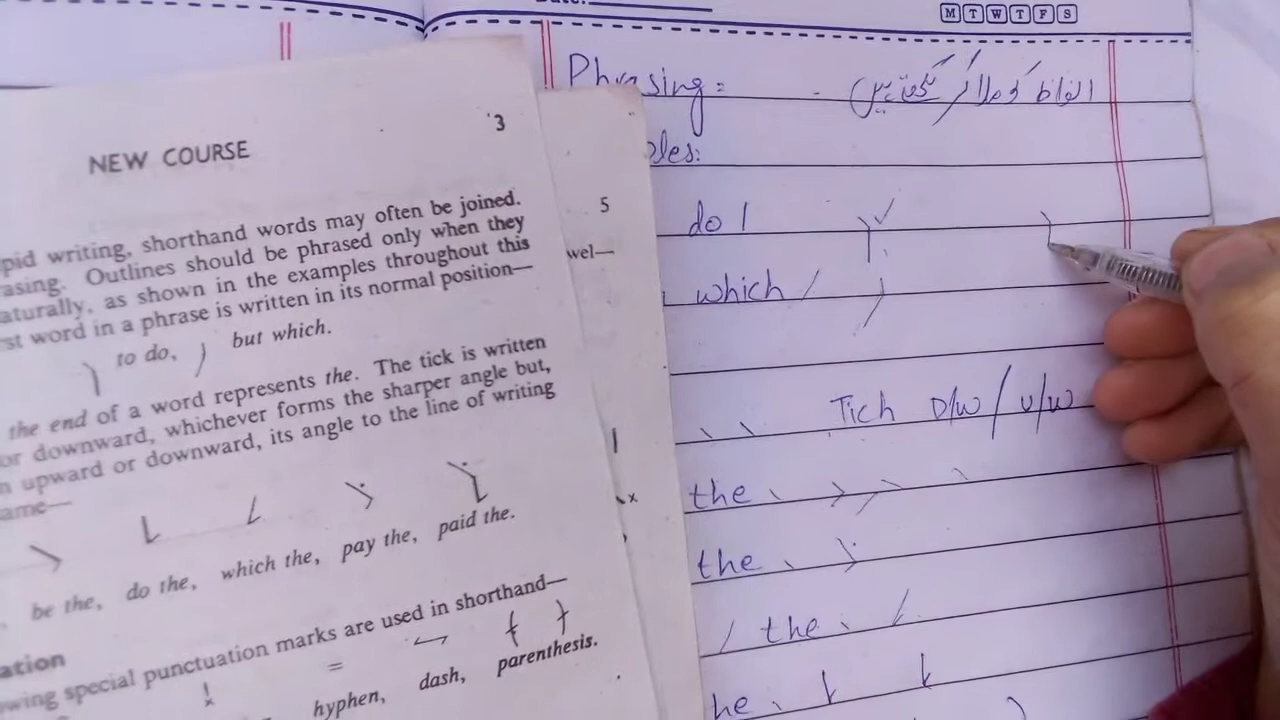 M T W T F S
Phrasing =
الفاظ کو ملا کر لکھتے ہیں
do |
which /
Tich D/w / U/w
the
the
/ the
he
3
NEW COURSE
pid writing, shorthand words may often be joined.
asing. Outlines should be phrased only when they
aturally, as shown in the examples throughout this
st word in a phrase is written in its normal position—
to do, but which.
the end of a word represents the. The tick is written
or downward, whichever forms the sharper angle but,
n upward or downward, its angle to the line of writing
ame—
be the, do the, which the, pay the, paid the.
ation
owing special punctuation marks are used in shorthand—
hyphen, dash, parenthesis.
5
wel—